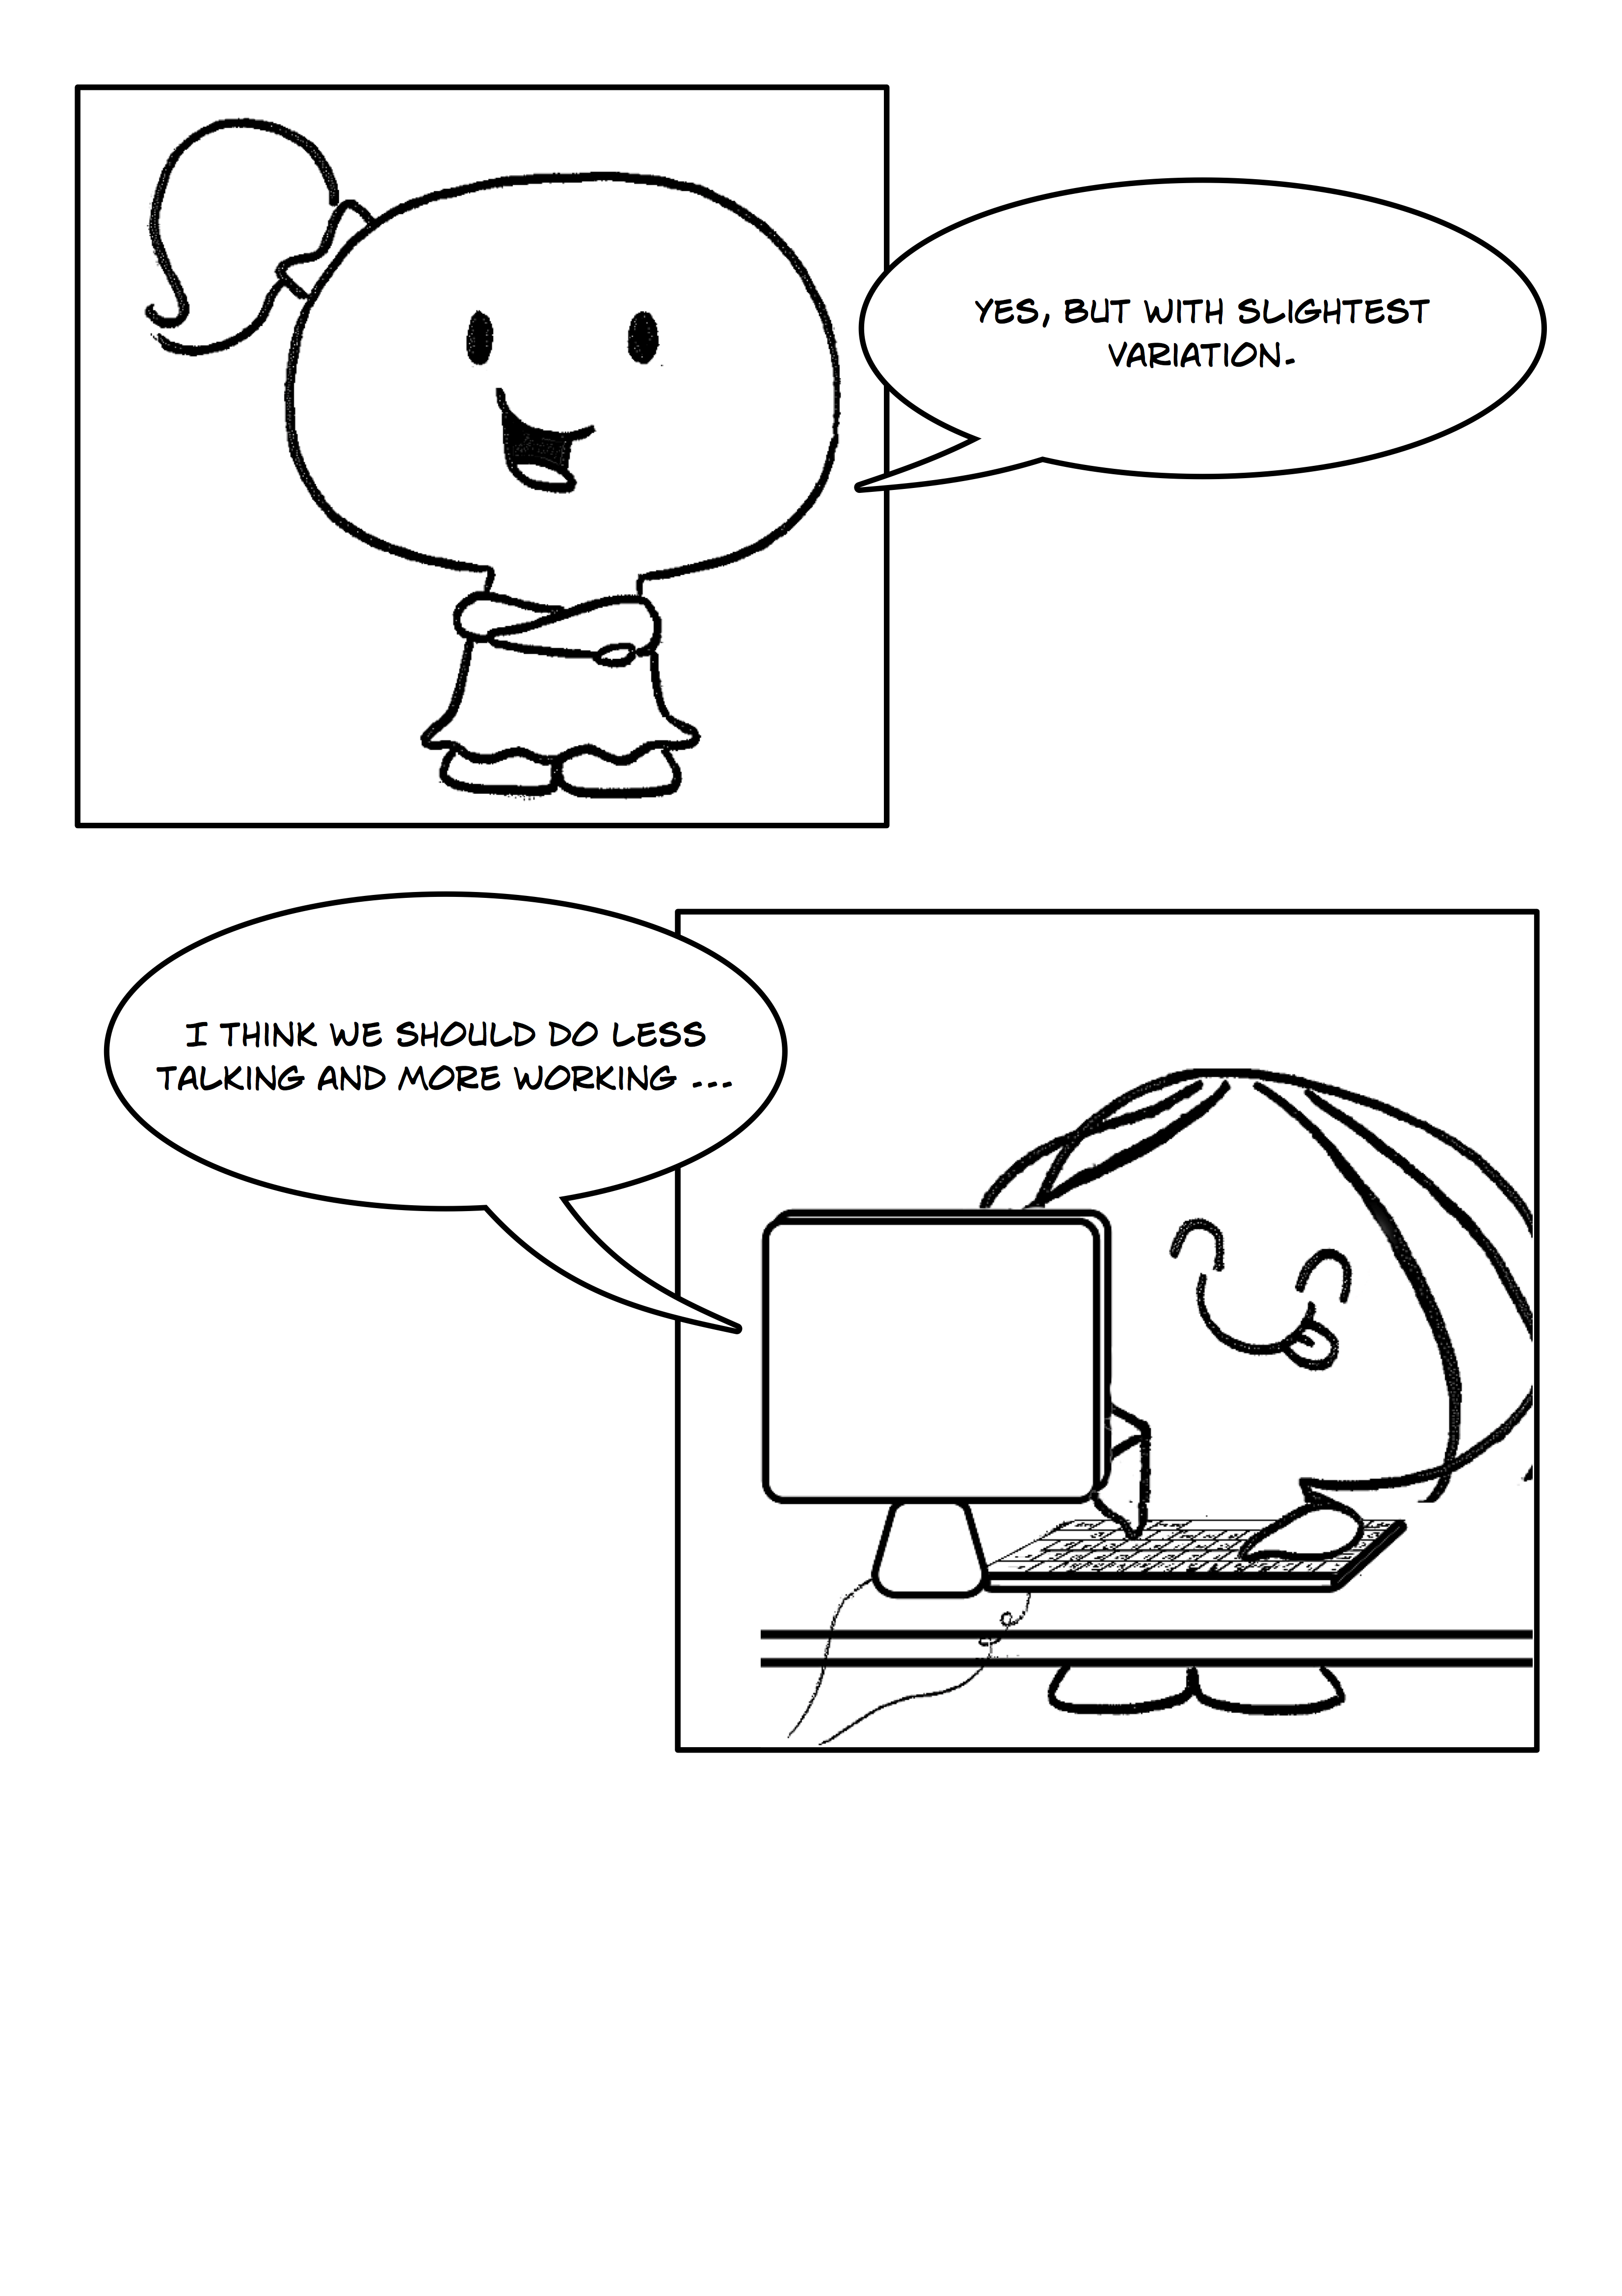 YES, BUT WITH SLIGHTEST
VARIATION.
I THINK WE SHOULD DO LESS
TALKING AND MORE WORKING ...